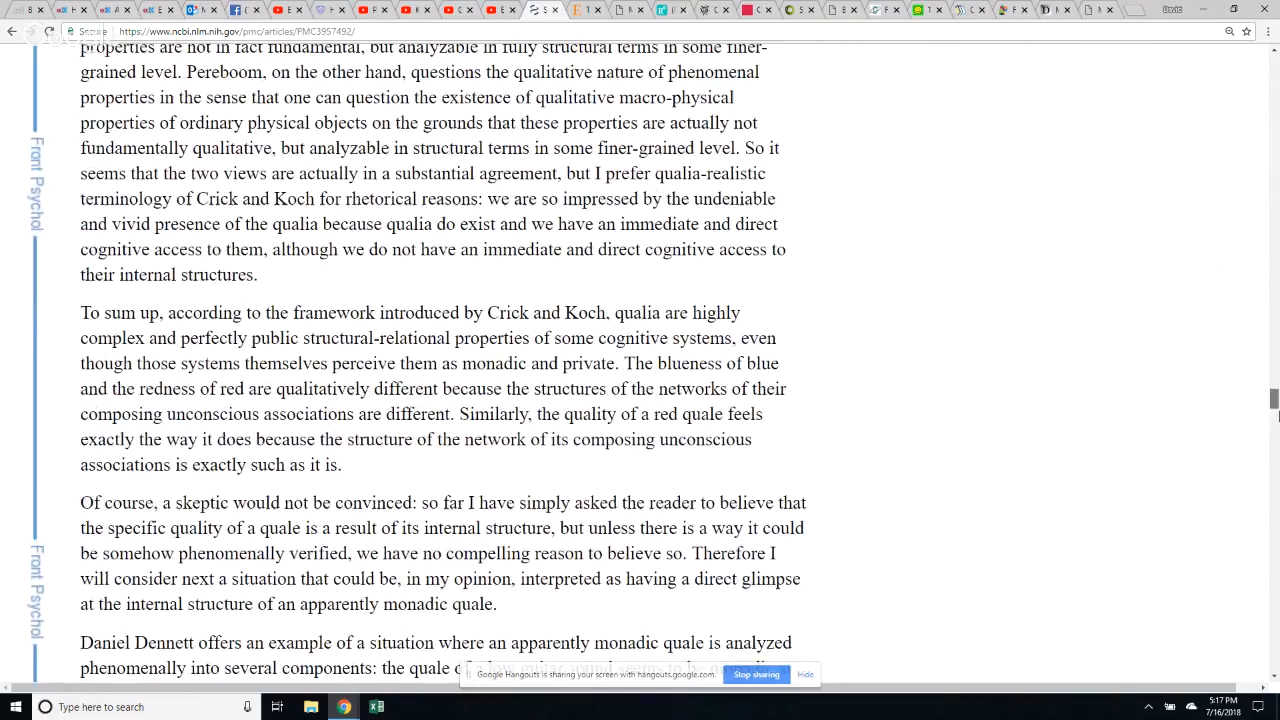 Secure https://www.ncbi.nlm.nih.gov/pmc/articles/PMC3957492/
properties are not in fact fundamental, but analyzable in fully structural terms in some finer-
grained level. Pereboom, on the other hand, questions the qualitative nature of phenomenal
properties in the sense that one can question the existence of qualitative macro-physical
properties of ordinary physical objects on the grounds that these properties are actually not
fundamentally qualitative, but analyzable in structural terms in some finer-grained level. So it
seems that the two views are actually in a substantial agreement, but I prefer qualia-realistic
terminology of Crick and Koch for rhetorical reasons: we are so impressed by the undeniable
and vivid presence of the qualia because qualia do exist and we have an immediate and direct
cognitive access to them, although we do not have an immediate and direct cognitive access to
their internal structures.
To sum up, according to the framework introduced by Crick and Koch, qualia are highly
complex and perfectly public structural-relational properties of some cognitive systems, even
though those systems themselves perceive them as monadic and private. The blueness of blue
and the redness of red are qualitatively different because the structures of the networks of their
composing unconscious associations are different. Similarly, the quality of a red quale feels
exactly the way it does because the structure of the network of its composing unconscious
associations is exactly such as it is.
Of course, a skeptic would not be convinced: so far I have simply asked the reader to believe that
the specific quality of a quale is a result of its internal structure, but unless there is a way it could
be somehow phenomenally verified, we have no compelling reason to believe so. Therefore I
will consider next a situation that could be, in my opinion, interpreted as having a direct glimpse
at the internal structure of an apparently monadic quale.
Daniel Dennett offers an example of a situation where an apparently monadic quale is analyzed
phenomenally into several components: the quale of a low guitar sound seems to be
Front Psychol
Front Psychol
Google Hangouts is sharing your screen with hangouts.google.com.
Stop sharing
Hide
Type here to search
5:17 PM
7/16/2018